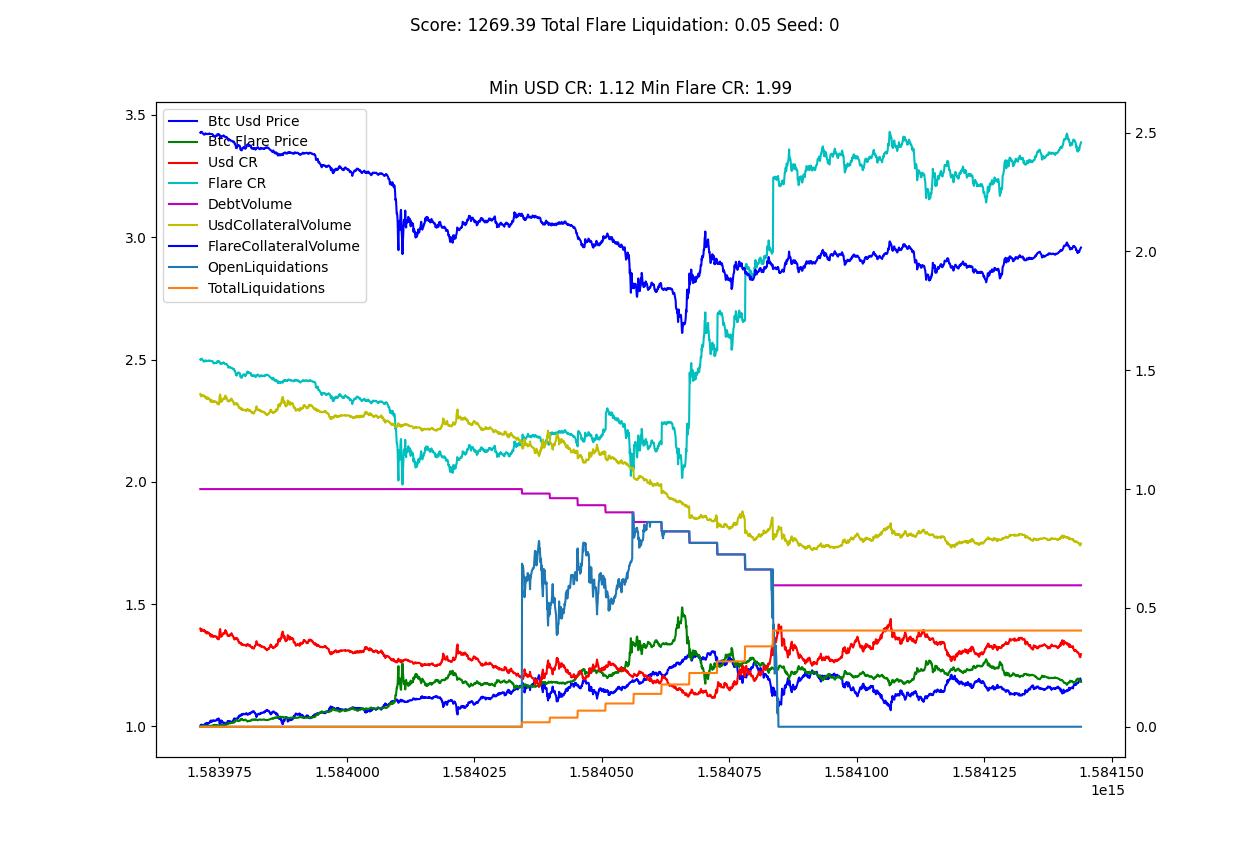 Score: 1269.39 Total Flare Liquidation: 0.05 Seed: 0
Min USD CR: 1.12 Min Flare CR: 1.99
Btc Usd Price
Btc Flare Price
Usd CR
Flare CR
DebtVolume
UsdCollateralVolume
FlareCollateralVolume
OpenLiquidations
TotalLiquidations
3.5
3.0
2.5
2.0
1.5
1.0
2.5
2.0
1.5
1.0
0.5
0.0
1.583975 1.584000 1.584025 1.584050 1.584075 1.584100 1.584125 1.584150
1e15